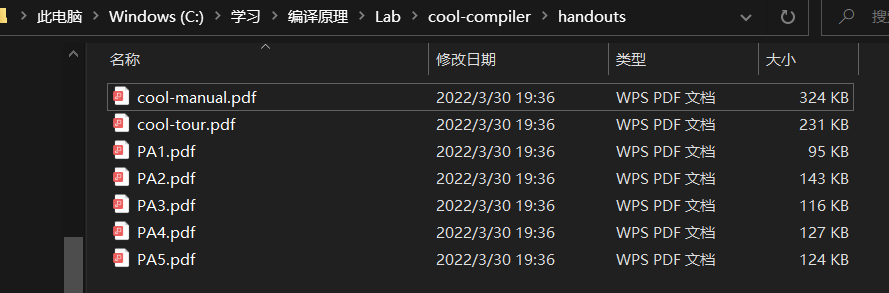 此电脑 > Windows (C:) > 学习 > 编译原理 > Lab > cool-compiler > handouts
搜索
名称 修改日期 类型 大小
cool-manual.pdf 2022/3/30 19:36 WPS PDF 文档 324 KB
cool-tour.pdf 2022/3/30 19:36 WPS PDF 文档 231 KB
PA1.pdf 2022/3/30 19:36 WPS PDF 文档 95 KB
PA2.pdf 2022/3/30 19:36 WPS PDF 文档 143 KB
PA3.pdf 2022/3/30 19:36 WPS PDF 文档 116 KB
PA4.pdf 2022/3/30 19:36 WPS PDF 文档 127 KB
PA5.pdf 2022/3/30 19:36 WPS PDF 文档 124 KB